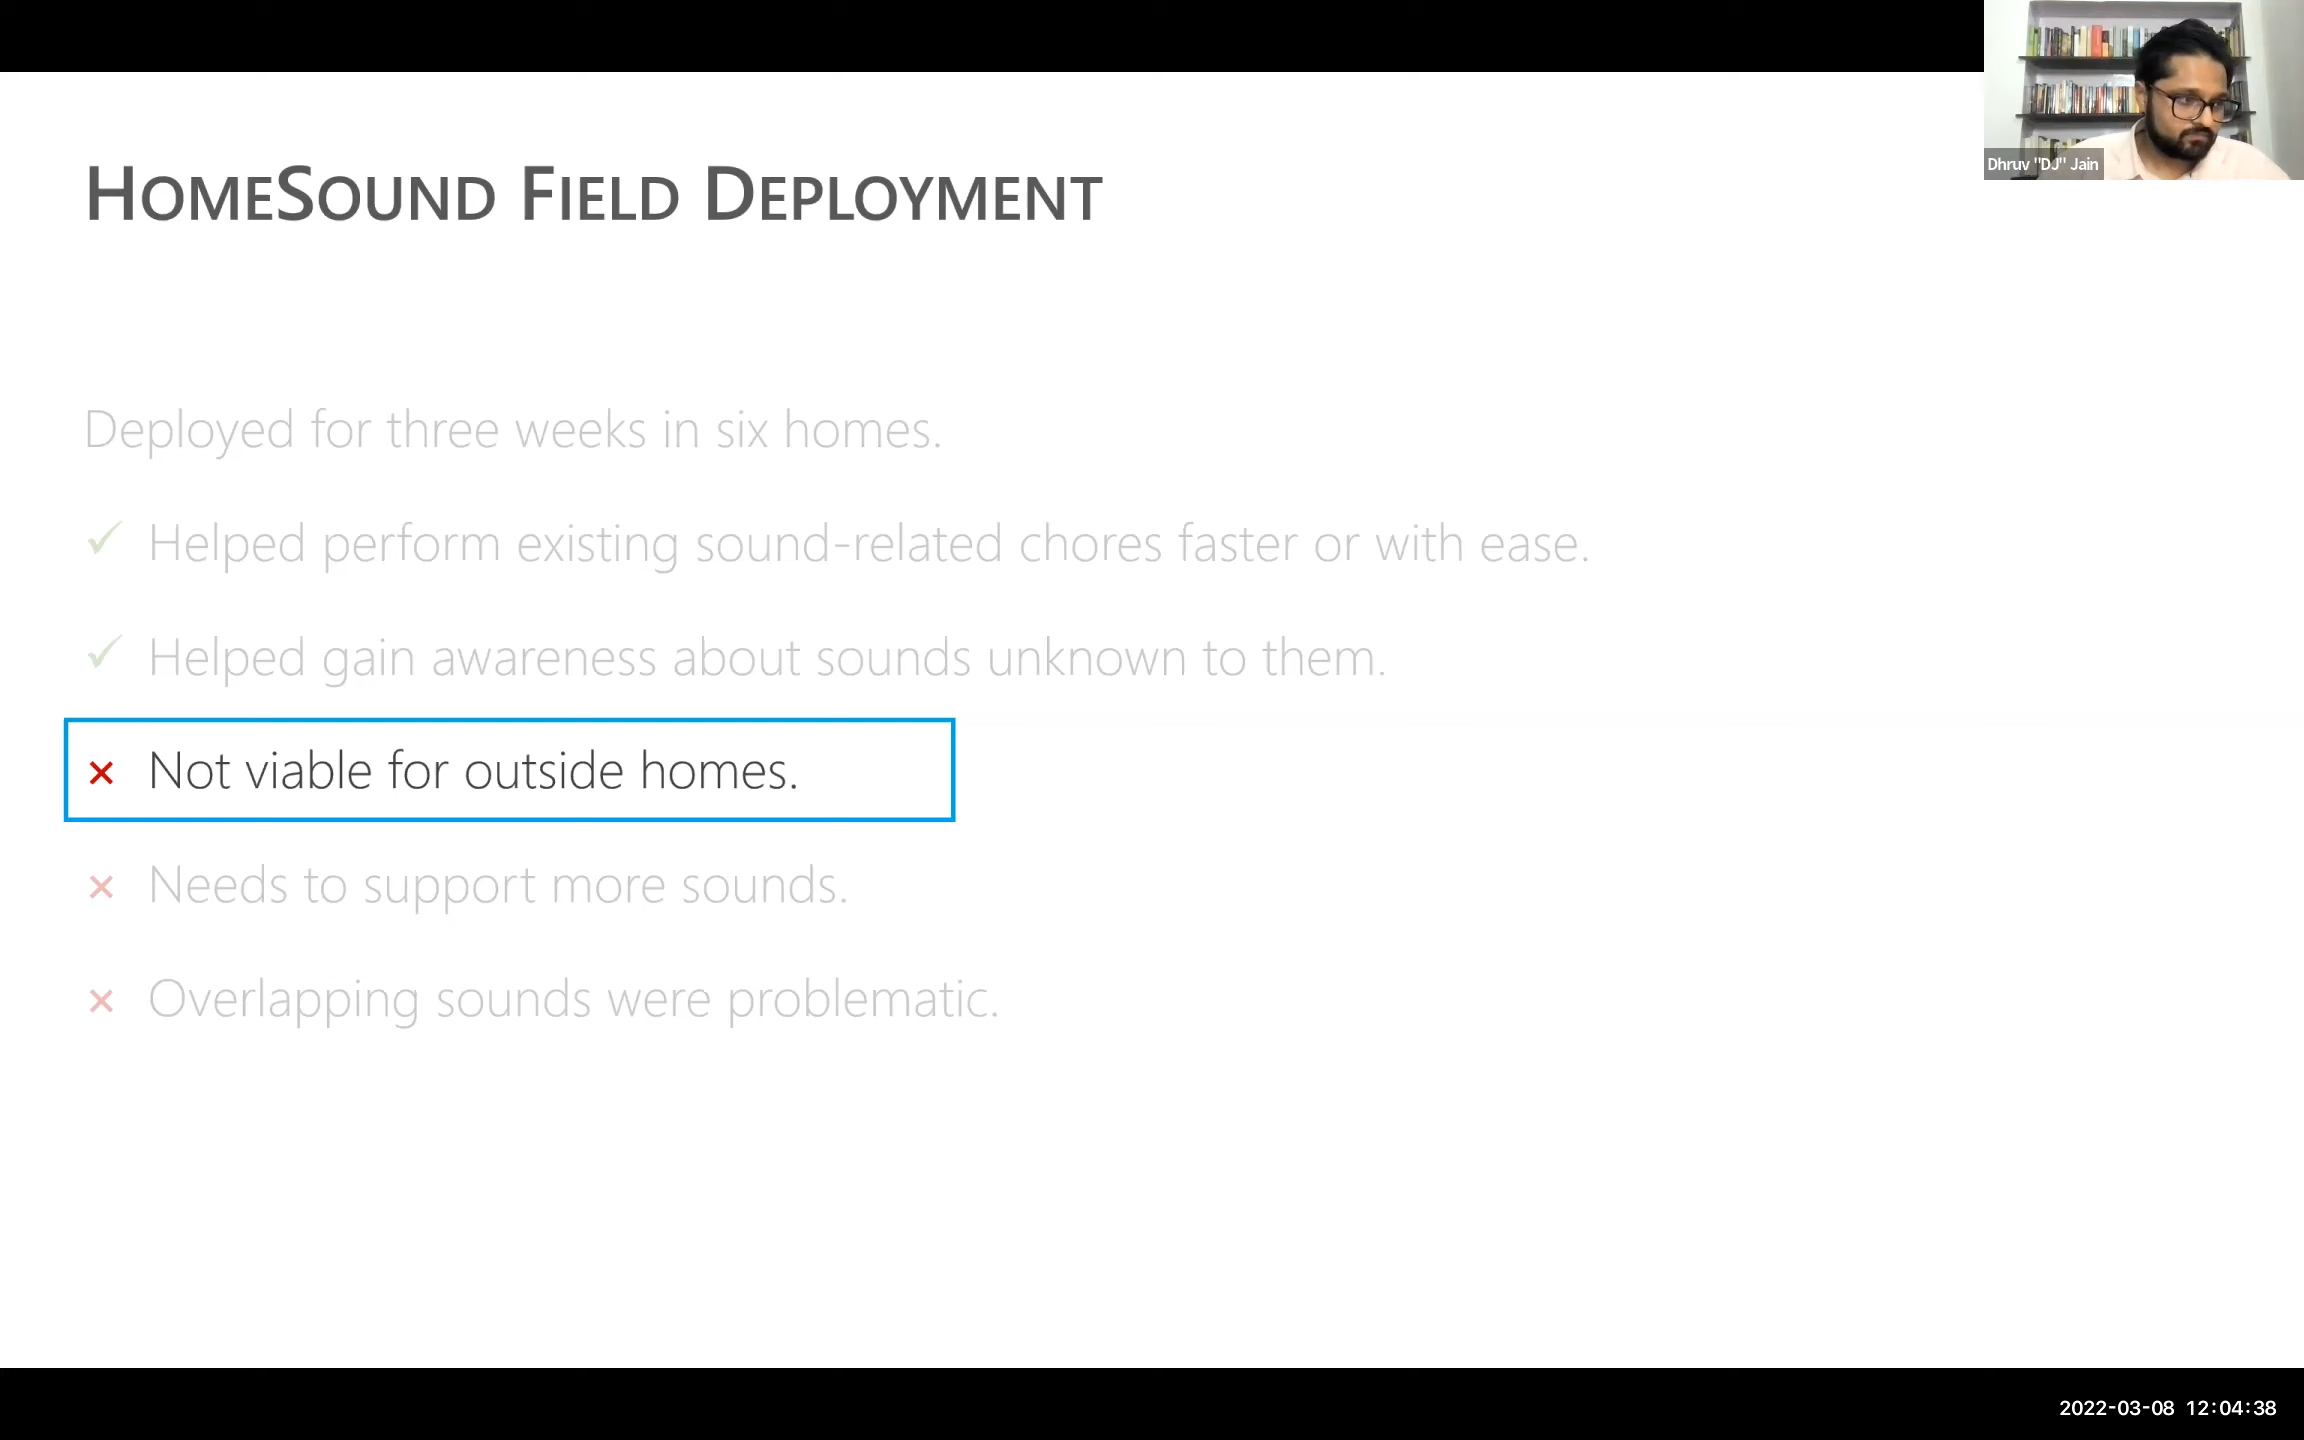 HOMESOUND FIELD DEPLOYMENT
Dhruv "DJ" Jain
Deployed for three weeks in six homes.
✓ Helped perform existing sound-related chores faster or with ease.
✓ Helped gain awareness about sounds unknown to them.
× Not viable for outside homes.
× Needs to support more sounds.
× Overlapping sounds were problematic.
2022-03-08 12:04:38